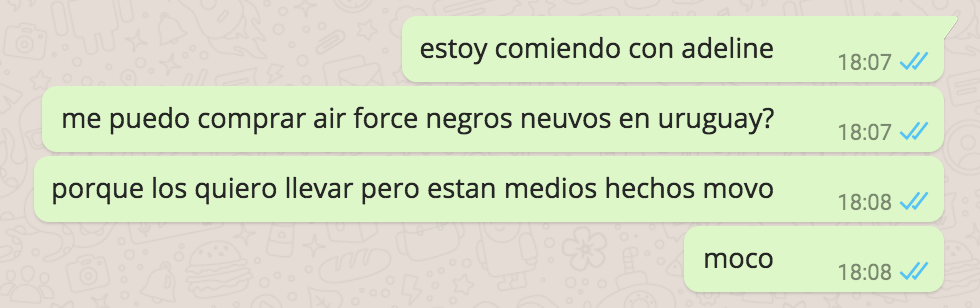 estoy comiendo con adeline
18:07
me puedo comprar air force negros neuvos en uruguay?
18:07
porque los quiero llevar pero estan medios hechos movo
18:08
moco
18:08